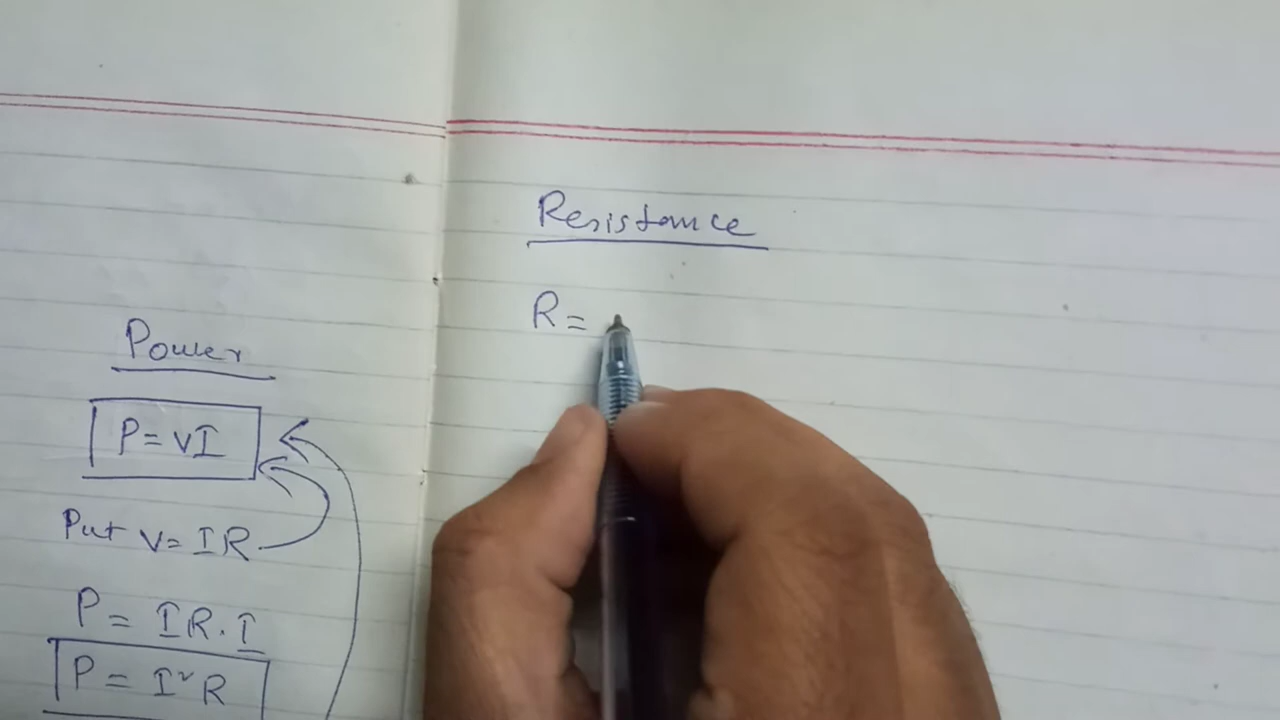 Power
P = VI
Put V = IR
P = IR.I
P = I²R
Resistance
R =